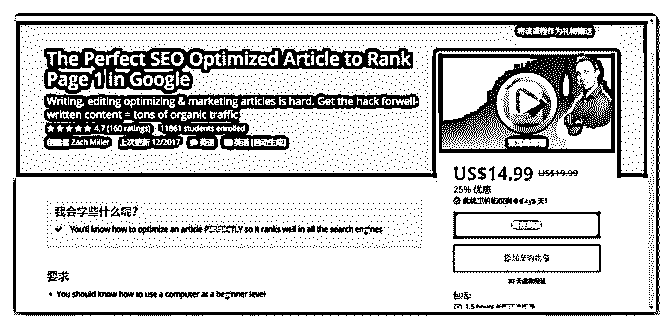 The Perfect SEO Optimized Article to Rank
Page 1 in Google
Writing, editing optimizing & marketing articles is hard. Get the hack forwell-
written content = tons of organic traffic
★★★★★ 4.7 (160 ratings) 11861 students enrolled
创建者 Zach Miller 上次更新 12/2017 英语 英语 [自动生成]
US$14.99 US$19.99
25% 优惠
我会学些什么呢?
✓ You'll know how to optimize an article PERFECTLY so it ranks well in all the search engines
要求
• You should know how to use a computer at a beginner level